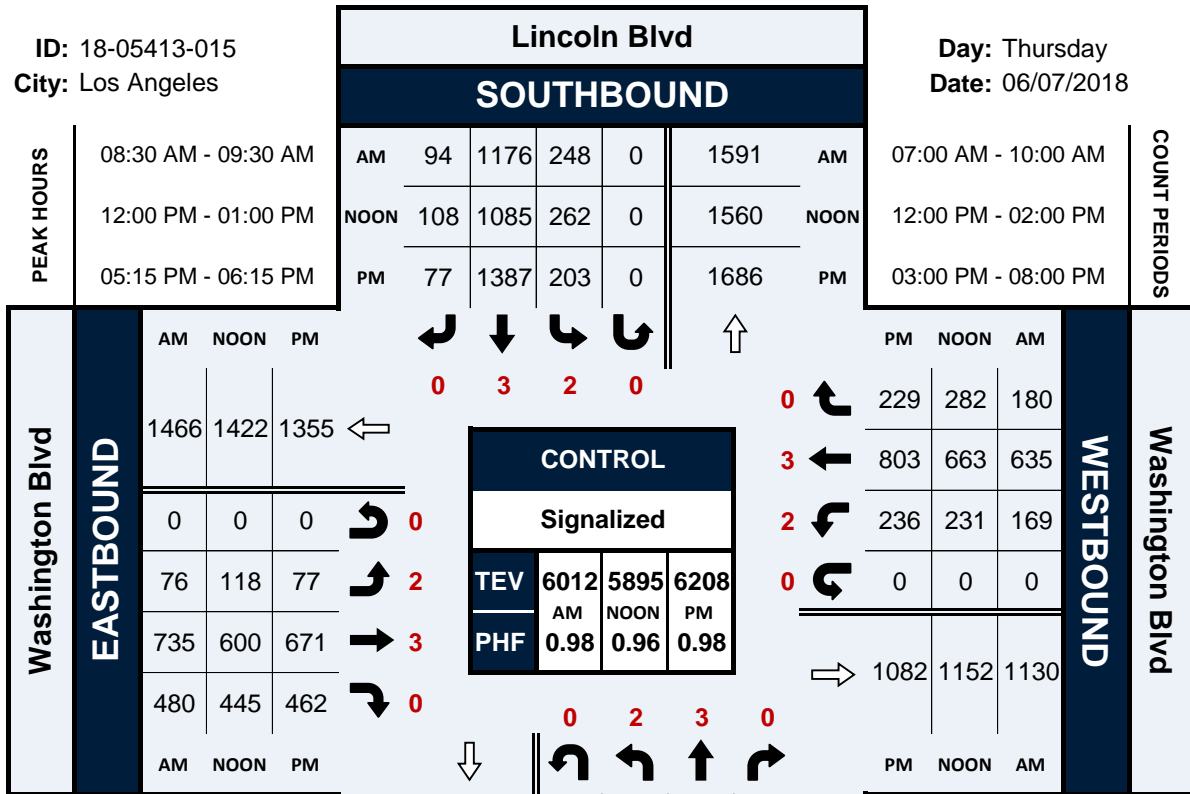 Lincoln Blvd
ID: 18-05413-015
City: Los Angeles
Day: Thursday
Date: 06/07/2018
SOUTHBOUND
PEAK HOURS
08:30 AM - 09:30 AM
12:00 PM - 01:00 PM
05:15 PM - 06:15 PM
AM 94 1176 248 0 1591 AM
NOON 108 1085 262 0 1560 NOON
PM 77 1387 203 0 1686 PM
07:00 AM - 10:00 AM
12:00 PM - 02:00 PM
03:00 PM - 08:00 PM
COUNT PERIODS
0 3 2 0
Washington Blvd
EASTBOUND
AM NOON PM
1466 1422 1355
0 0 0 0
76 118 77 2
735 600 671 3
480 445 462 0
AM NOON PM
CONTROL
Signalized
TEV 6012 5895 6208
AM NOON PM
PHF 0.98 0.96 0.98
PM NOON AM
0 229 282 180
3 803 663 635
2 236 231 169
0 0 0 0
1082 1152 1130
PM NOON AM
WESTBOUND
Washington Blvd
0 2 3 0